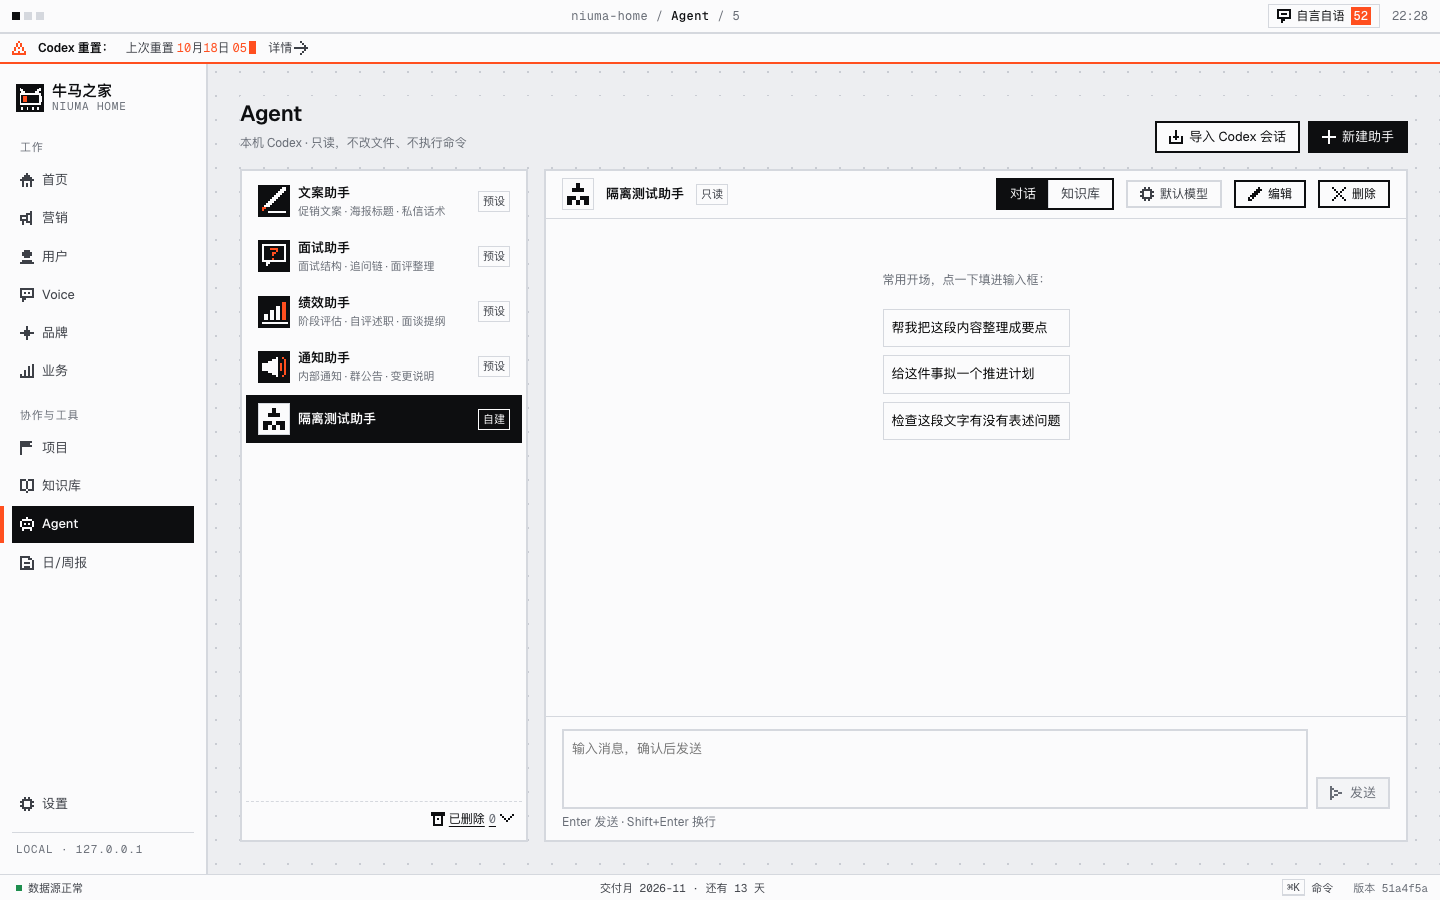 niuma-home / Agent / 5
自言自语 52
22:28
Codex 重置：
上次重置 10月18日 05
详情
牛马之家
NIUMA HOME
工作
首页
营销
用户
Voice
品牌
业务
协作与工具
项目
知识库
Agent
日/周报
设置
LOCAL · 127.0.0.1
Agent
本机 Codex · 只读，不改文件、不执行命令
导入 Codex 会话
新建助手
文案助手
促销文案 · 海报标题 · 私信话术
预设
面试助手
面试结构 · 追问链 · 面评整理
预设
绩效助手
阶段评估 · 自评述职 · 面谈提纲
预设
通知助手
内部通知 · 群公告 · 变更说明
预设
隔离测试助手
自建
已删除 0
隔离测试助手
只读
对话
知识库
默认模型
编辑
删除
常用开场，点一下填进输入框：
帮我把这段内容整理成要点
给这件事拟一个推进计划
检查这段文字有没有表述问题
输入消息，确认后发送
发送
Enter 发送 · Shift+Enter 换行
数据源正常
交付月 2026-11 · 还有 13 天
⌘K 命令
版本 51a4f5a